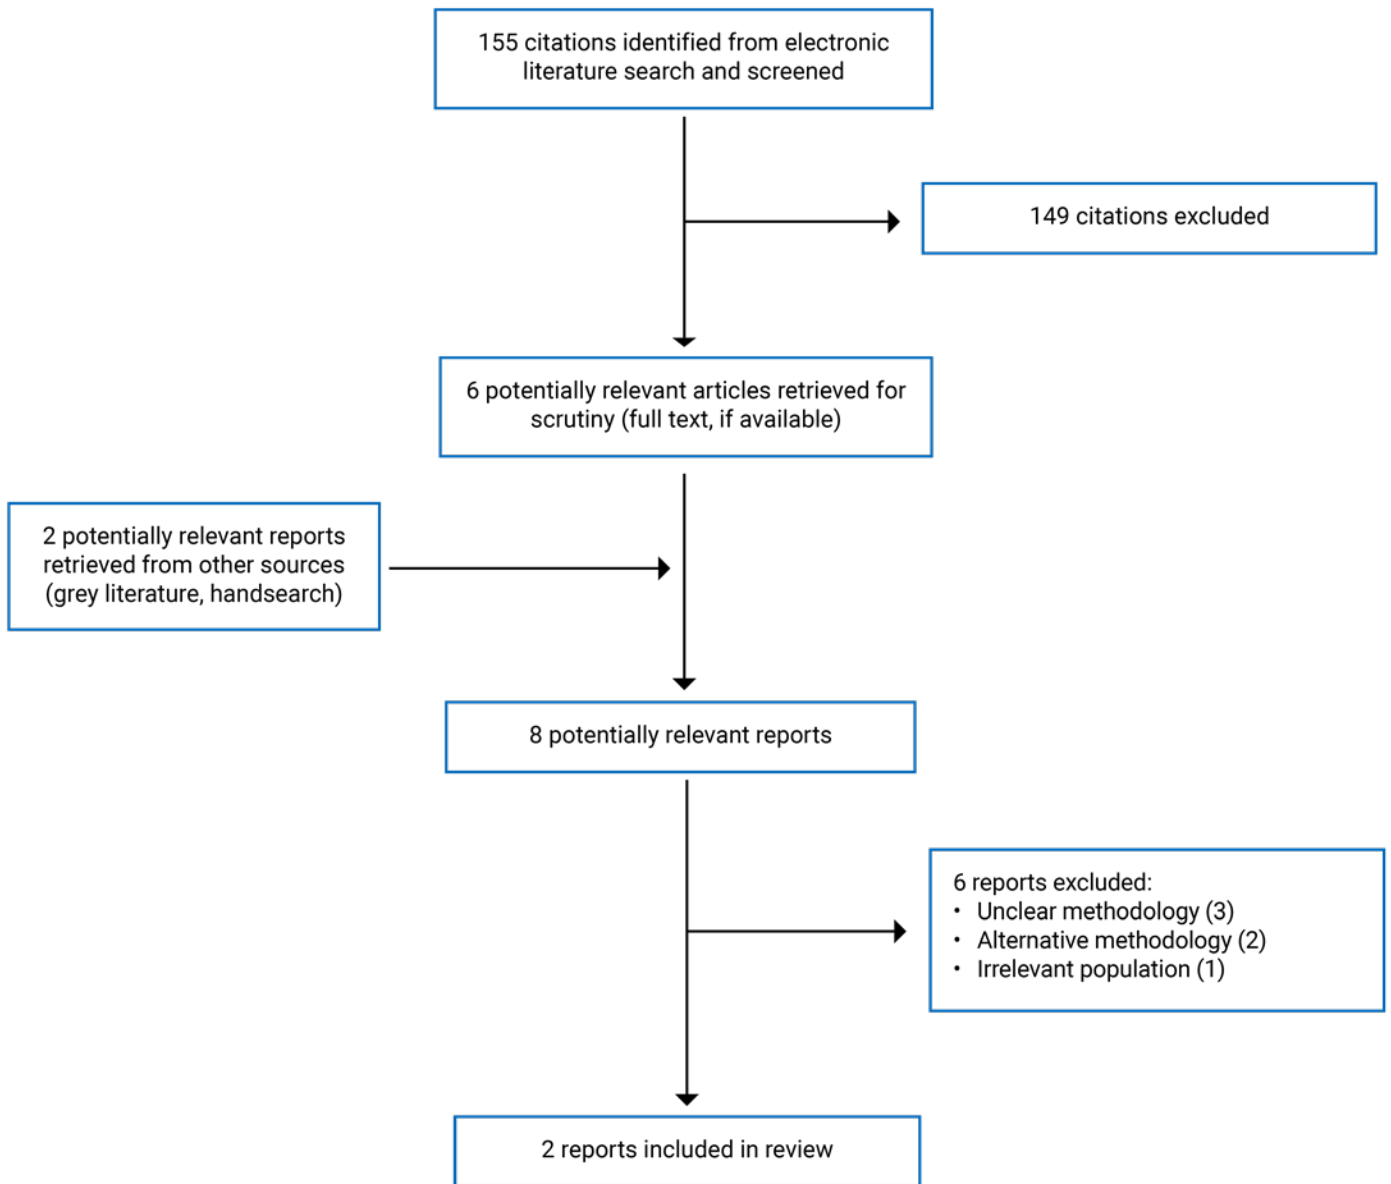 155 citations identified from electronic
literature search and screened
149 citations excluded
6 potentially relevant articles retrieved for
scrutiny (full text, if available)
2 potentially relevant reports
retrieved from other sources
(grey literature, handsearch)
8 potentially relevant reports
6 reports excluded:
• Unclear methodology (3)
• Alternative methodology (2)
• Irrelevant population (1)
2 reports included in review